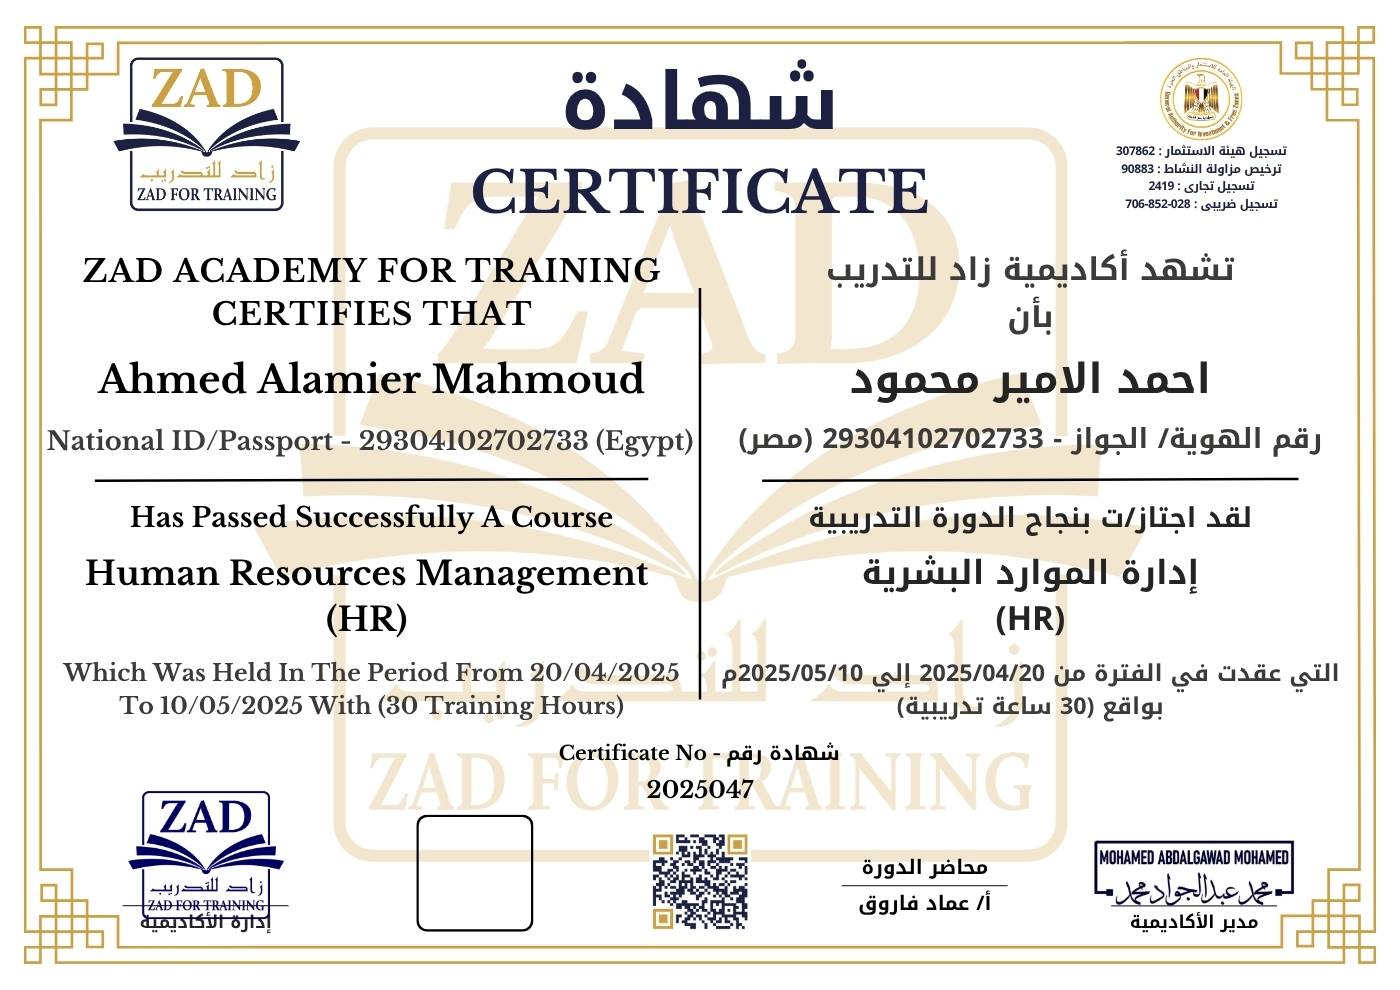 ZAD
زاد للتدريب
ZAD FOR TRAINING
شهادة
CERTIFICATE
تسجيل هيئة الاستثمار : 307862
ترخيص مزاولة النشاط : 90883
تسجيل تجارى : 2419
تسجيل ضريبى : 028-852-706
ZAD ACADEMY FOR TRAINING
CERTIFIES THAT
Ahmed Alamier Mahmoud
National ID/Passport - 29304102702733 (Egypt)
Has Passed Successfully A Course
Human Resources Management
(HR)
Which Was Held In The Period From 20/04/2025
To 10/05/2025 With (30 Training Hours)
تشهد أكاديمية زاد للتدريب
بأن
احمد الامير محمود
رقم الهوية/ الجواز - 29304102702733 (مصر)
لقد اجتاز/ت بنجاح الدورة التدريبية
إدارة الموارد البشرية
(HR)
التي عقدت في الفترة من 2025/04/20 إلي 2025/05/10م
بواقع (30 ساعة تدريبية)
Certificate No - شهادة رقم
2025047
ZAD
زاد للتدريب
ZAD FOR TRAINING
ZAD
زاد للتدريب
ZAD FOR TRAINING
إدارة الأكاديمية
محاضر الدورة
أ/ عماد فاروق
MOHAMED ABDALGAWAD MOHAMED
محمد عبدالجواد محمد
مدير الأكاديمية